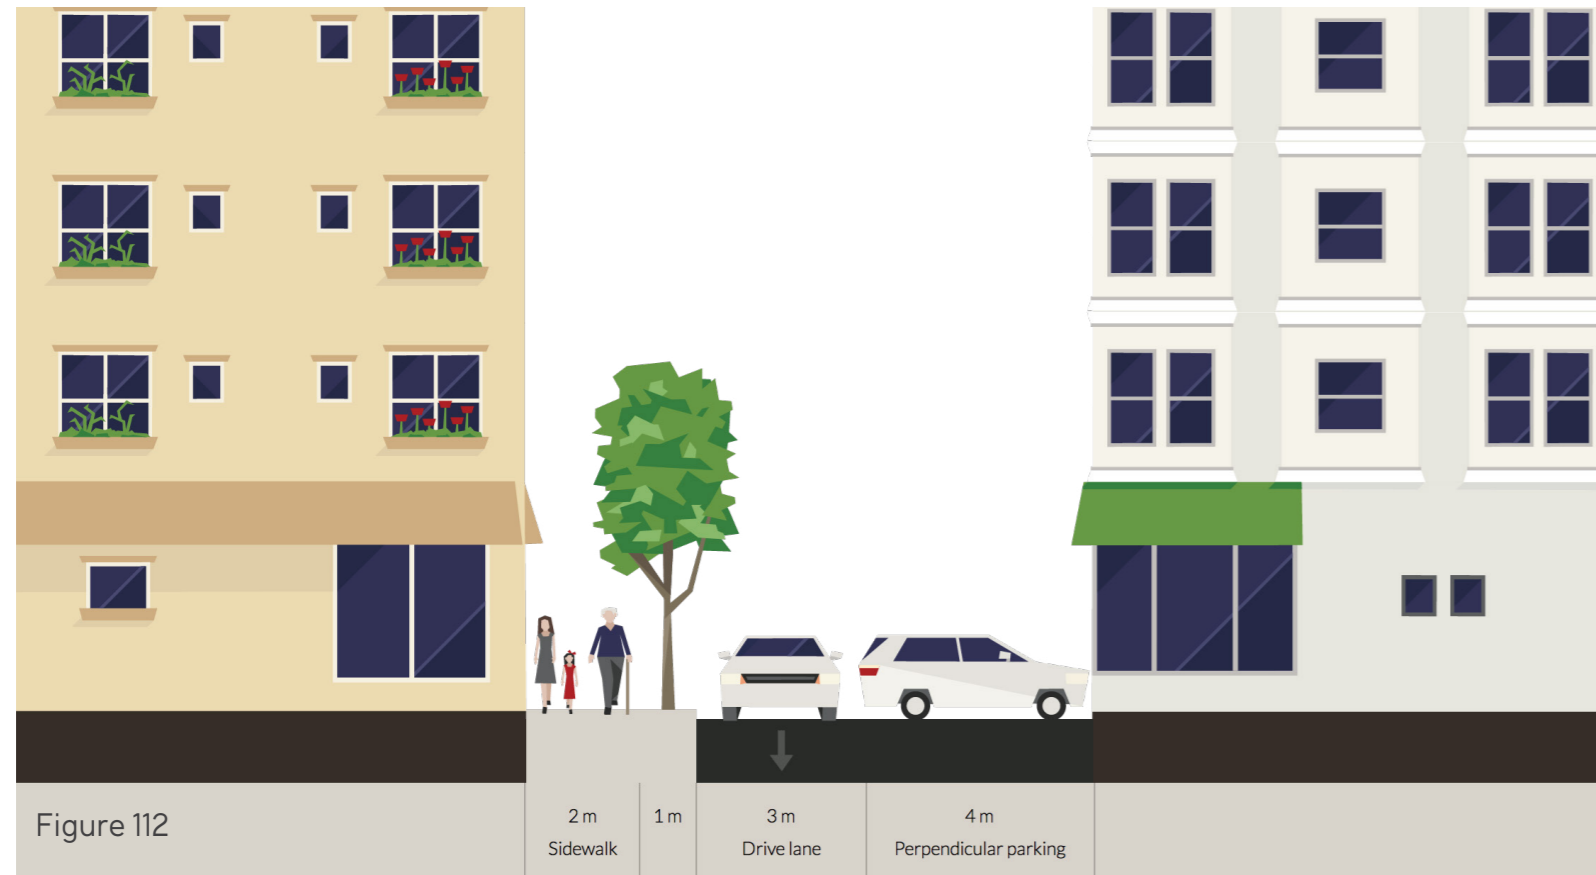 Figure 112
2 m
Sidewalk
1 m
3 m
Drive lane
4 m
Perpendicular parking